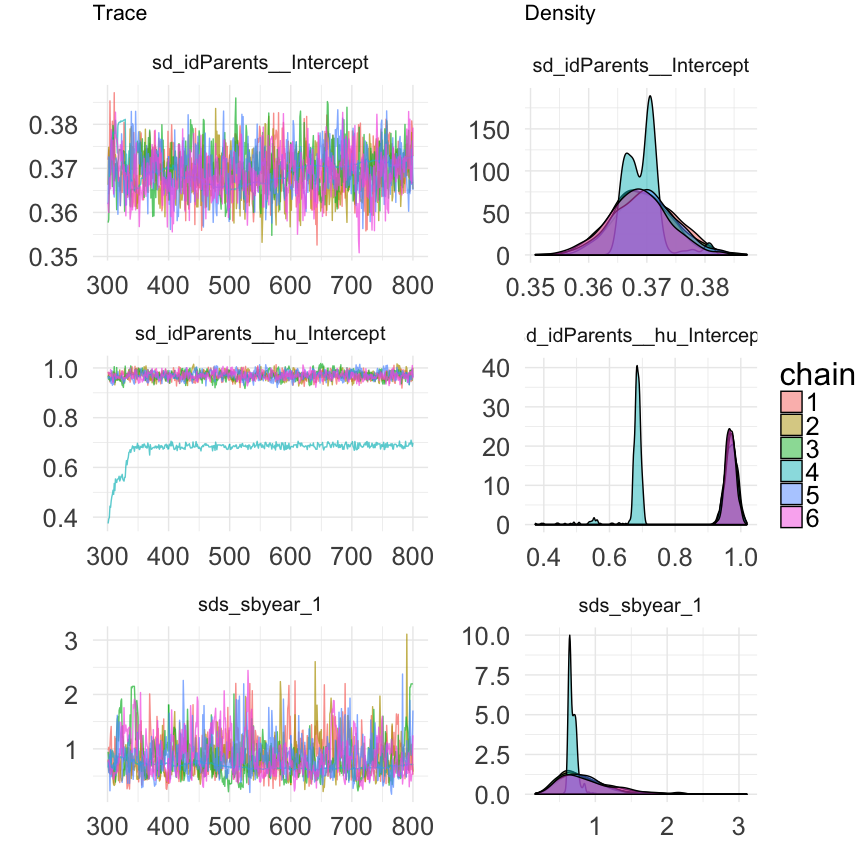 Trace
Density
sd_idParents__Intercept
0.38
0.37
0.36
0.35
300 400 500 600 700 800
sd_idParents__Intercept
150
100
50
0
0.35 0.36 0.37 0.38
sd_idParents__hu_Intercept
1.0
0.8
0.6
0.4
300 400 500 600 700 800
d_idParents__hu_Intercep
40
30
20
10
0
0.4 0.6 0.8 1.0
sds_sbyear_1
3
2
1
300 400 500 600 700 800
sds_sbyear_1
10.0
7.5
5.0
2.5
0.0
1 2 3
chain
1
2
3
4
5
6